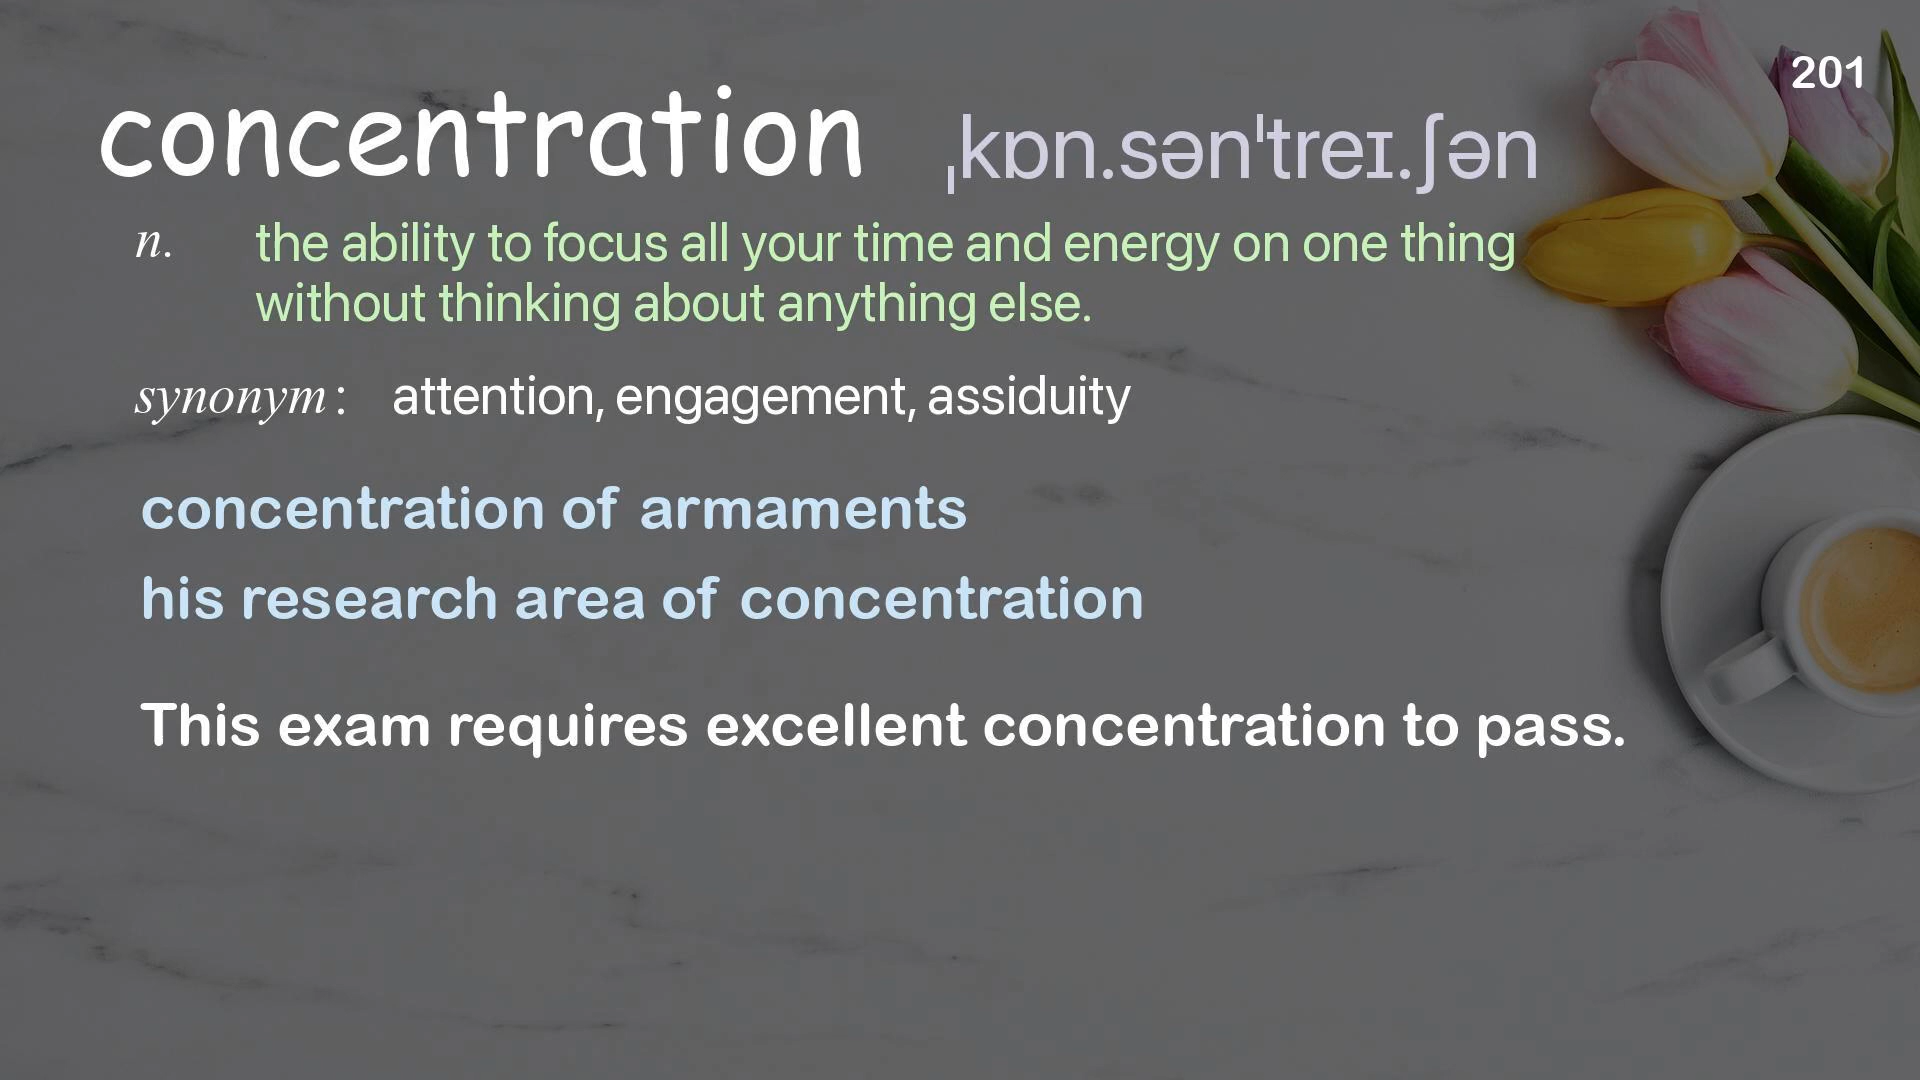 201
concentration ˌkɒn.sənˈtreɪ.ʃən
n. the ability to focus all your time and energy on one thing
without thinking about anything else.
synonym: attention, engagement, assiduity
concentration of armaments
his research area of concentration
This exam requires excellent concentration to pass.